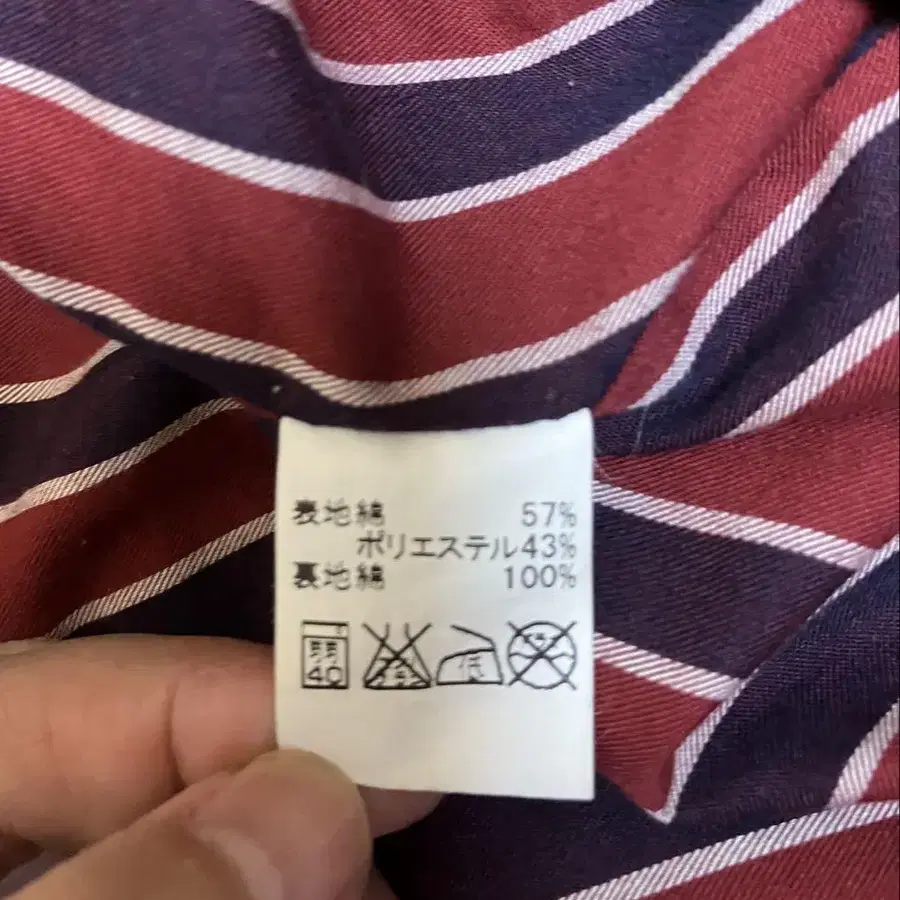 表地綿 57%
ポリエステル43%
裏地綿 100%
弱 低
40